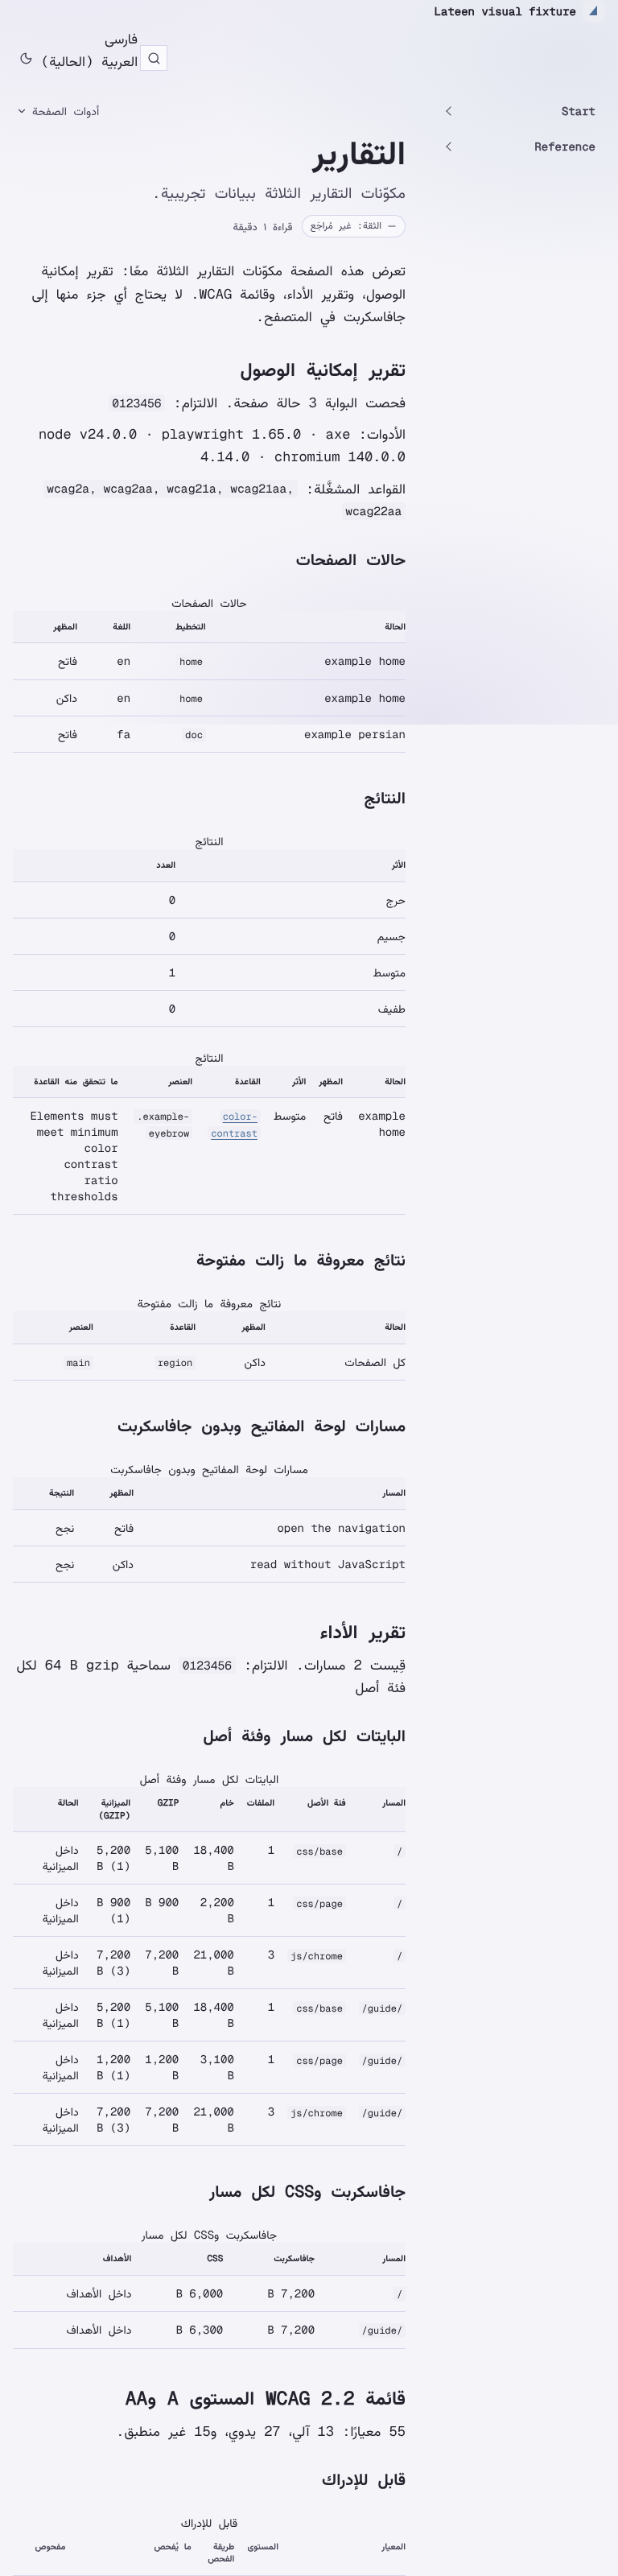 Lateen visual fixture
فارسی
العربية (الحالية)
Start
Reference
أدوات الصفحة
التقارير
مكوّنات التقارير الثلاثة ببيانات تجريبية.
— الثقة: غير مُراجَع
قراءة ١ دقيقة
تعرض هذه الصفحة مكوّنات التقارير الثلاثة معًا: تقرير إمكانية
الوصول، وتقرير الأداء، وقائمة WCAG. لا يحتاج أي جزء منها إلى
جافاسكربت في المتصفح.
تقرير إمكانية الوصول
فحصت البوابة 3 حالة صفحة. الالتزام: 0123456
الأدوات: node v24.0.0 · playwright 1.65.0 · axe
4.14.0 · chromium 140.0.0
القواعد المشغَّلة: wcag2a, wcag2aa, wcag21a, wcag21aa,
wcag22aa
حالات الصفحات
حالات الصفحات
الحالة التخطيط اللغة المظهر
example home home en فاتح
example home home en داكن
example persian doc fa فاتح
النتائج
النتائج
الأثر العدد
حرج 0
جسيم 0
متوسط 1
طفيف 0
النتائج
الحالة المظهر الأثر القاعدة العنصر ما تتحقق منه القاعدة
example فاتح متوسط color- .example- Elements must
home contrast eyebrow meet minimum
color
contrast
ratio
thresholds
نتائج معروفة ما زالت مفتوحة
نتائج معروفة ما زالت مفتوحة
الحالة المظهر القاعدة العنصر
كل الصفحات داكن region main
مسارات لوحة المفاتيح وبدون جافاسكربت
مسارات لوحة المفاتيح وبدون جافاسكربت
المسار المظهر النتيجة
open the navigation فاتح نجح
read without JavaScript داكن نجح
تقرير الأداء
قِيست 2 مسارات. الالتزام: 0123456 سماحية 64 B gzip لكل
فئة أصل
البايتات لكل مسار وفئة أصل
البايتات لكل مسار وفئة أصل
المسار فئة الأصل الملفات خام GZIP الميزانية الحالة
(GZIP)
/ css/base 1 18,400 5,100 5,200 داخل
B B B (1) الميزانية
/ css/page 1 2,200 900 B 900 B داخل
B (1) الميزانية
/ js/chrome 3 21,000 7,200 7,200 داخل
B B B (3) الميزانية
/guide/ css/base 1 18,400 5,100 5,200 داخل
B B B (1) الميزانية
/guide/ css/page 1 3,100 1,200 1,200 داخل
B B B (1) الميزانية
/guide/ js/chrome 3 21,000 7,200 7,200 داخل
B B B (3) الميزانية
جافاسكربت وCSS لكل مسار
جافاسكربت وCSS لكل مسار
المسار جافاسكربت CSS الأهداف
/ 7,200 B 6,000 B داخل الأهداف
/guide/ 7,200 B 6,300 B داخل الأهداف
قائمة WCAG 2.2 المستوى A وAA
55 معيارًا: 13 آلي، 27 يدوي، و15 غير منطبق.
قابل للإدراك
قابل للإدراك
المعيار المستوى طريقة ما يُفحص مفحوص
الفحص